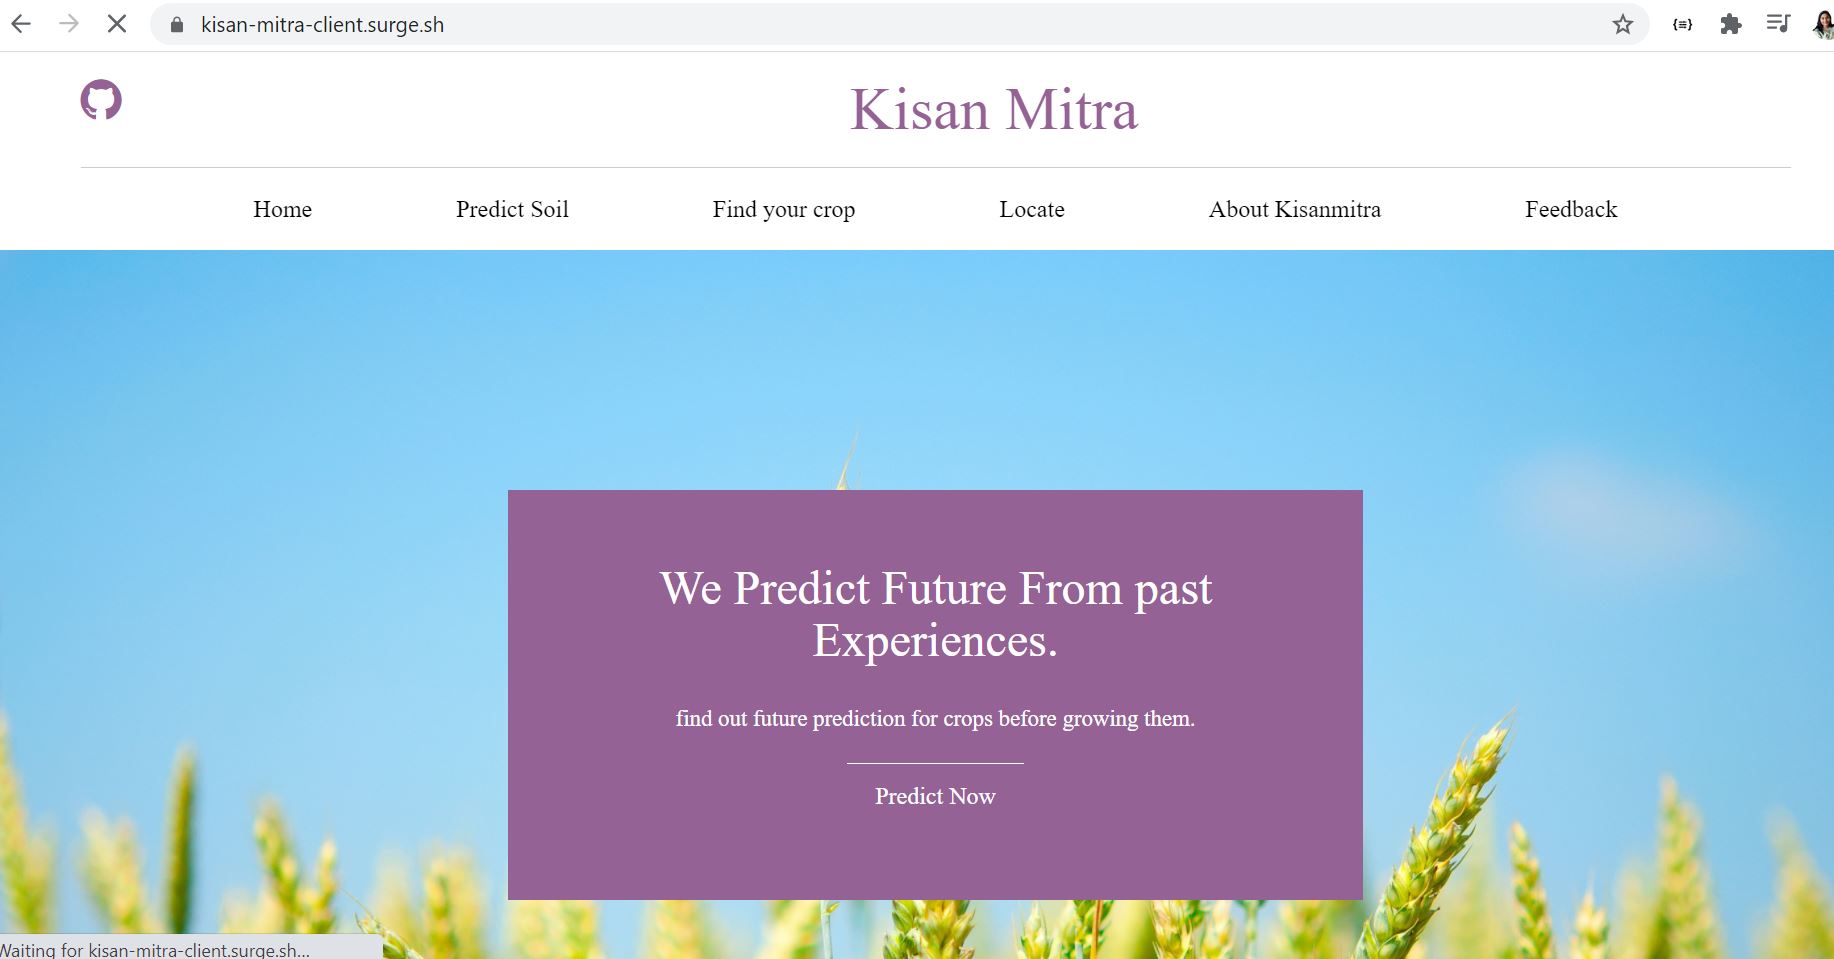 kisan-mitra-client.surge.sh
Kisan Mitra
Home Predict Soil Find your crop Locate About Kisanmitra Feedback
We Predict Future From past
Experiences.
find out future prediction for crops before growing them.
Predict Now
Waiting for kisan-mitra-client.surge.sh...